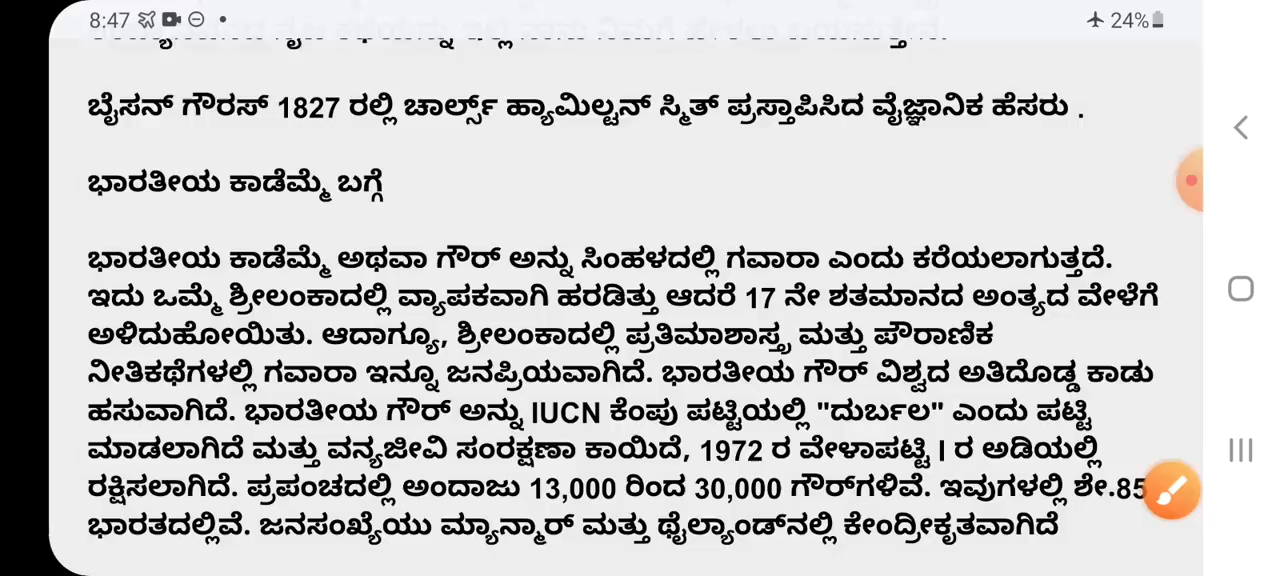 8:47
24%
ಬೈಸನ್ ಗೌರಸ್ 1827 ರಲ್ಲಿ ಚಾರ್ಲ್ಸ್ ಹ್ಯಾಮಿಲ್ಟನ್ ಸ್ಮಿತ್ ಪ್ರಸ್ತಾಪಿಸಿದ ವೈಜ್ಞಾನಿಕ ಹೆಸರು .
ಭಾರತೀಯ ಕಾಡೆಮ್ಮೆ ಬಗ್ಗೆ
ಭಾರತೀಯ ಕಾಡೆಮ್ಮೆ ಅಥವಾ ಗೌರ್ ಅನ್ನು ಸಿಂಹಳದಲ್ಲಿ ಗವಾರಾ ಎಂದು ಕರೆಯಲಾಗುತ್ತದೆ.
ಇದು ಒಮ್ಮೆ ಶ್ರೀಲಂಕಾದಲ್ಲಿ ವ್ಯಾಪಕವಾಗಿ ಹರಡಿತ್ತು ಆದರೆ 17 ನೇ ಶತಮಾನದ ಅಂತ್ಯದ ವೇಳೆಗೆ
ಅಳಿದುಹೋಯಿತು. ಆದಾಗ್ಯೂ, ಶ್ರೀಲಂಕಾದಲ್ಲಿ ಪ್ರತಿಮಾಶಾಸ್ತ್ರ ಮತ್ತು ಪೌರಾಣಿಕ
ನೀತಿಕಥೆಗಳಲ್ಲಿ ಗವಾರಾ ಇನ್ನೂ ಜನಪ್ರಿಯವಾಗಿದೆ. ಭಾರತೀಯ ಗೌರ್ ವಿಶ್ವದ ಅತಿದೊಡ್ಡ ಕಾಡು
ಹಸುವಾಗಿದೆ. ಭಾರತೀಯ ಗೌರ್ ಅನ್ನು IUCN ಕೆಂಪು ಪಟ್ಟಿಯಲ್ಲಿ "ದುರ್ಬಲ" ಎಂದು ಪಟ್ಟಿ
ಮಾಡಲಾಗಿದೆ ಮತ್ತು ವನ್ಯಜೀವಿ ಸಂರಕ್ಷಣಾ ಕಾಯಿದೆ, 1972 ರ ವೇಳಾಪಟ್ಟಿ I ರ ಅಡಿಯಲ್ಲಿ
ರಕ್ಷಿಸಲಾಗಿದೆ. ಪ್ರಪಂಚದಲ್ಲಿ ಅಂದಾಜು 13,000 ರಿಂದ 30,000 ಗೌರ್‌ಗಳಿವೆ. ಇವುಗಳಲ್ಲಿ ಶೇ.85
ಭಾರತದಲ್ಲಿವೆ. ಜನಸಂಖ್ಯೆಯು ಮ್ಯಾನ್ಮಾರ್ ಮತ್ತು ಥೈಲ್ಯಾಂಡ್‌ನಲ್ಲಿ ಕೇಂದ್ರೀಕೃತವಾಗಿದೆ